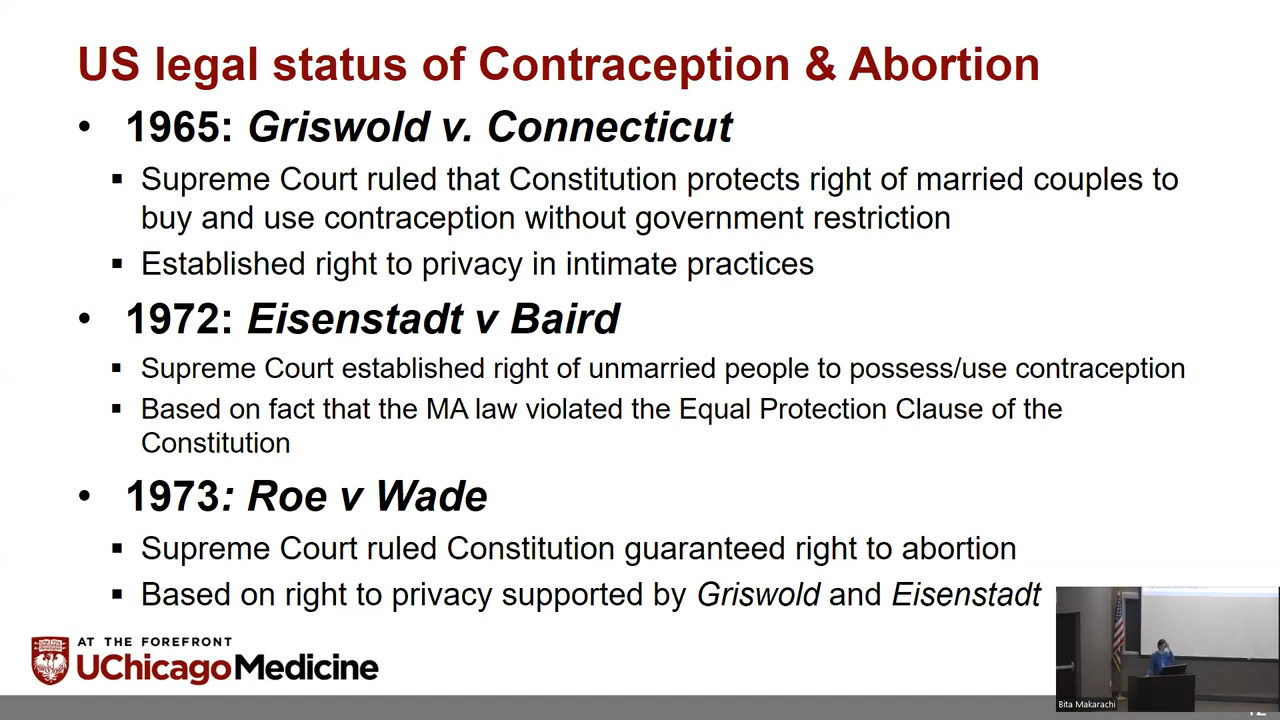 US legal status of Contraception & Abortion
• 1965: Griswold v. Connecticut
▪ Supreme Court ruled that Constitution protects right of married couples to
buy and use contraception without government restriction
▪ Established right to privacy in intimate practices
• 1972: Eisenstadt v Baird
▪ Supreme Court established right of unmarried people to possess/use contraception
▪ Based on fact that the MA law violated the Equal Protection Clause of the
Constitution
• 1973: Roe v Wade
▪ Supreme Court ruled Constitution guaranteed right to abortion
▪ Based on right to privacy supported by Griswold and Eisenstadt
AT THE FOREFRONT
UChicagoMedicine
Bita Makarachi